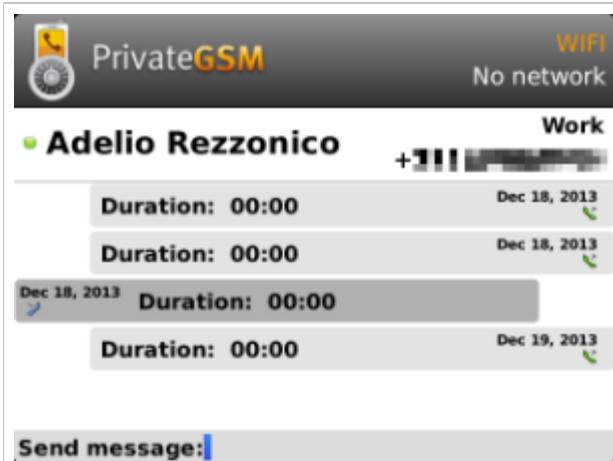 PrivateGSM
WIFI
No network
Adelio Rezzonico
Work
Duration: 00:00
Dec 18, 2013
Duration: 00:00
Dec 18, 2013
Dec 18, 2013
Duration: 00:00
Duration: 00:00
Dec 19, 2013
Send message: